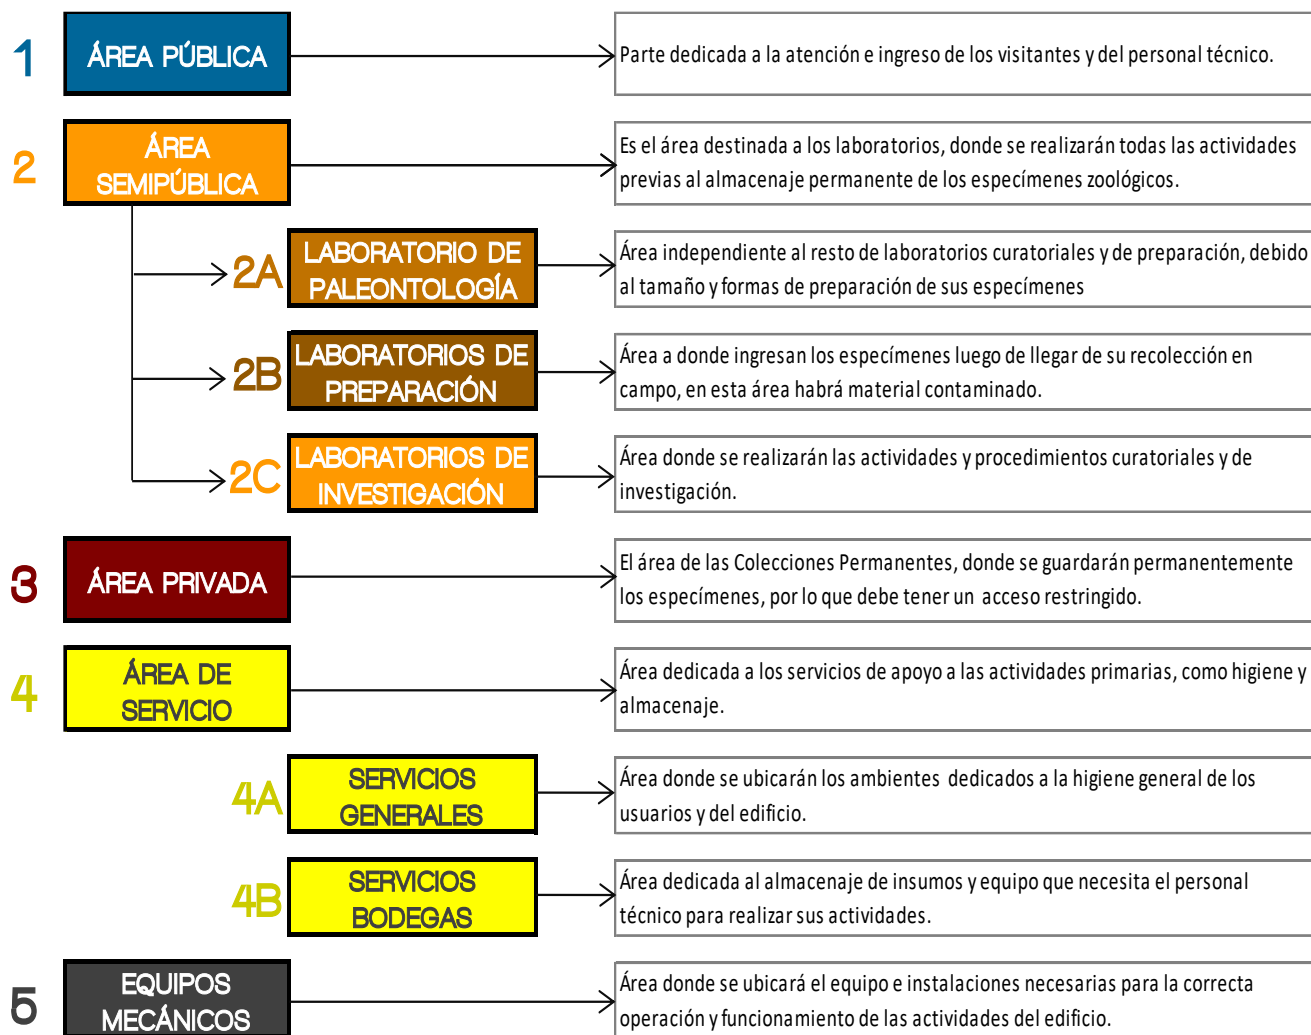 1
ÁREA PÚBLICA
Parte dedicada a la atención e ingreso de los visitantes y del personal técnico.
2
ÁREA
SEMIPÚBLICA
Es el área destinada a los laboratorios, donde se realizarán todas las actividades
previas al almacenaje permanente de los especímenes zoológicos.
2A
LABORATORIO DE
PALEONTOLOGÍA
Área independiente al resto de laboratorios curatoriales y de preparación, debido
al tamaño y formas de preparación de sus especímenes
2B
LABORATORIOS DE
PREPARACIÓN
Área a donde ingresan los especímenes luego de llegar de su recolección en
campo, en esta área habrá material contaminado.
2C
LABORATORIOS DE
INVESTIGACIÓN
Área donde se realizarán las actividades y procedimientos curatoriales y de
investigación.
3
ÁREA PRIVADA
El área de las Colecciones Permanentes, donde se guardarán permanentemente
los especímenes, por lo que debe tener un acceso restringido.
4
ÁREA DE
SERVICIO
Área dedicada a los servicios de apoyo a las actividades primarias, como higiene y
almacenaje.
4A
SERVICIOS
GENERALES
Área donde se ubicarán los ambientes dedicados a la higiene general de los
usuarios y del edificio.
4B
SERVICIOS
BODEGAS
Área dedicada al almacenaje de insumos y equipo que necesita el personal
técnico para realizar sus actividades.
5
EQUIPOS
MECÁNICOS
Área donde se ubicará el equipo e instalaciones necesarias para la correcta
operación y funcionamiento de las actividades del edificio.